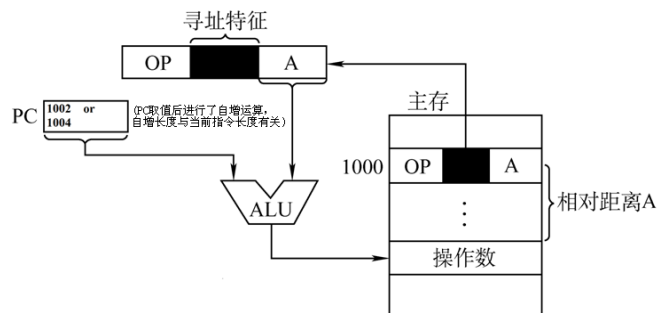 寻址特征
OP
A
PC
1002 or
1004
(PC取值后进行了自增运算，
自增长度与当前指令长度有关)
主存
1000
OP
A
ALU
相对距离A
操作数